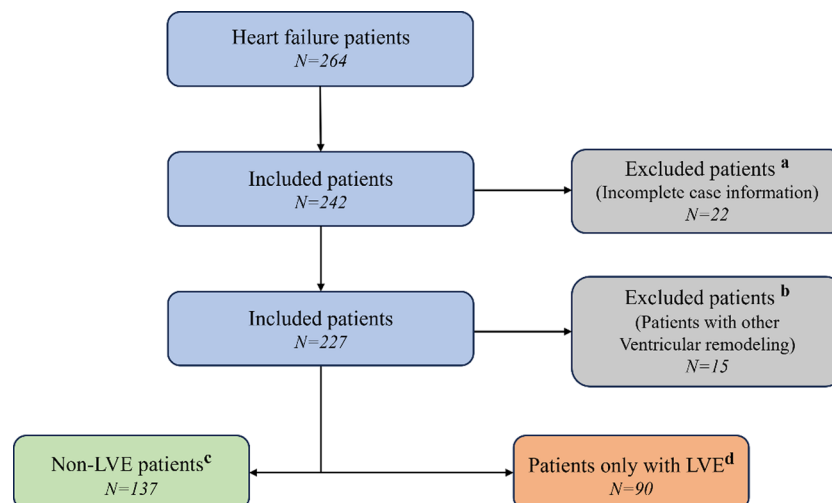 Heart failure patients
N=264
Included patients
N=242
Excluded patients a
(Incomplete case information)
N=22
Included patients
N=227
Excluded patients b
(Patients with other
Ventricular remodeling)
N=15
Non-LVE patientsc
N=137
Patients only with LVEd
N=90